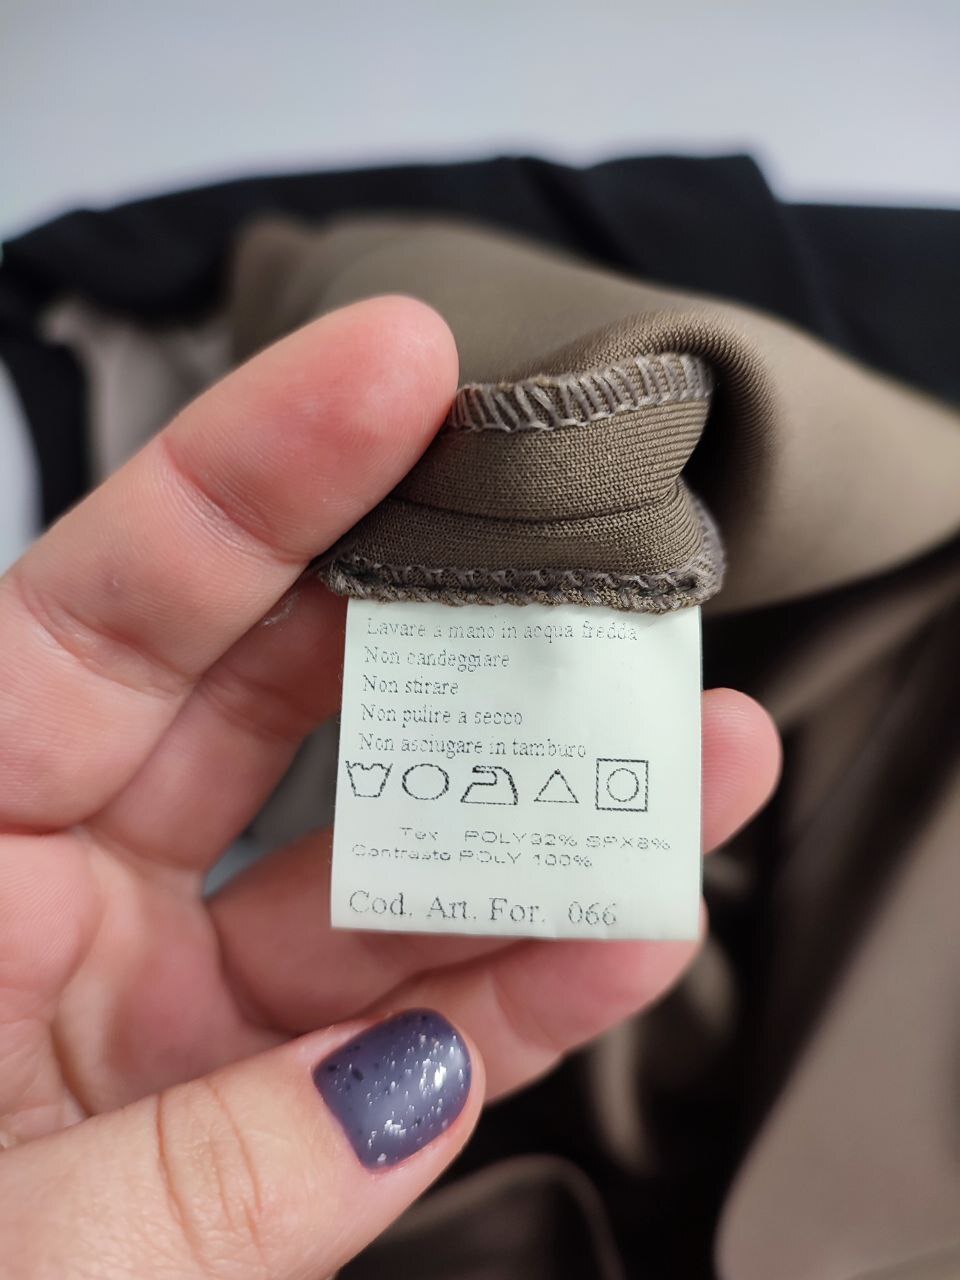 Lavare a mano in acqua fredda
Non candeggiare
Non stirare
Non pulire a secco
Non asciugare in tamburo
Tex POLY92% SPX8%
Contrasto POLY 100%
Cod. Art. For. 066